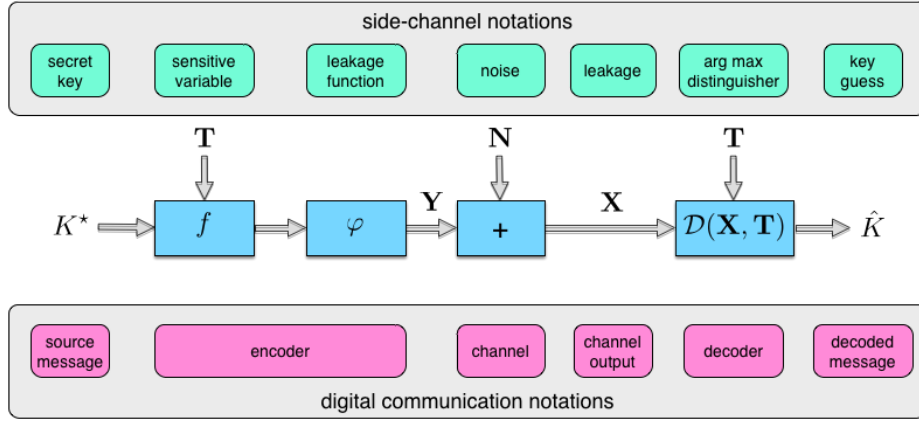 side-channel notations
secret key
sensitive variable
leakage function
noise
leakage
arg max distinguisher
key guess
T
N
T
K⋆
f
φ
Y
+
X
𝒟(X, T)
K̂
source message
encoder
channel
channel output
decoder
decoded message
digital communication notations